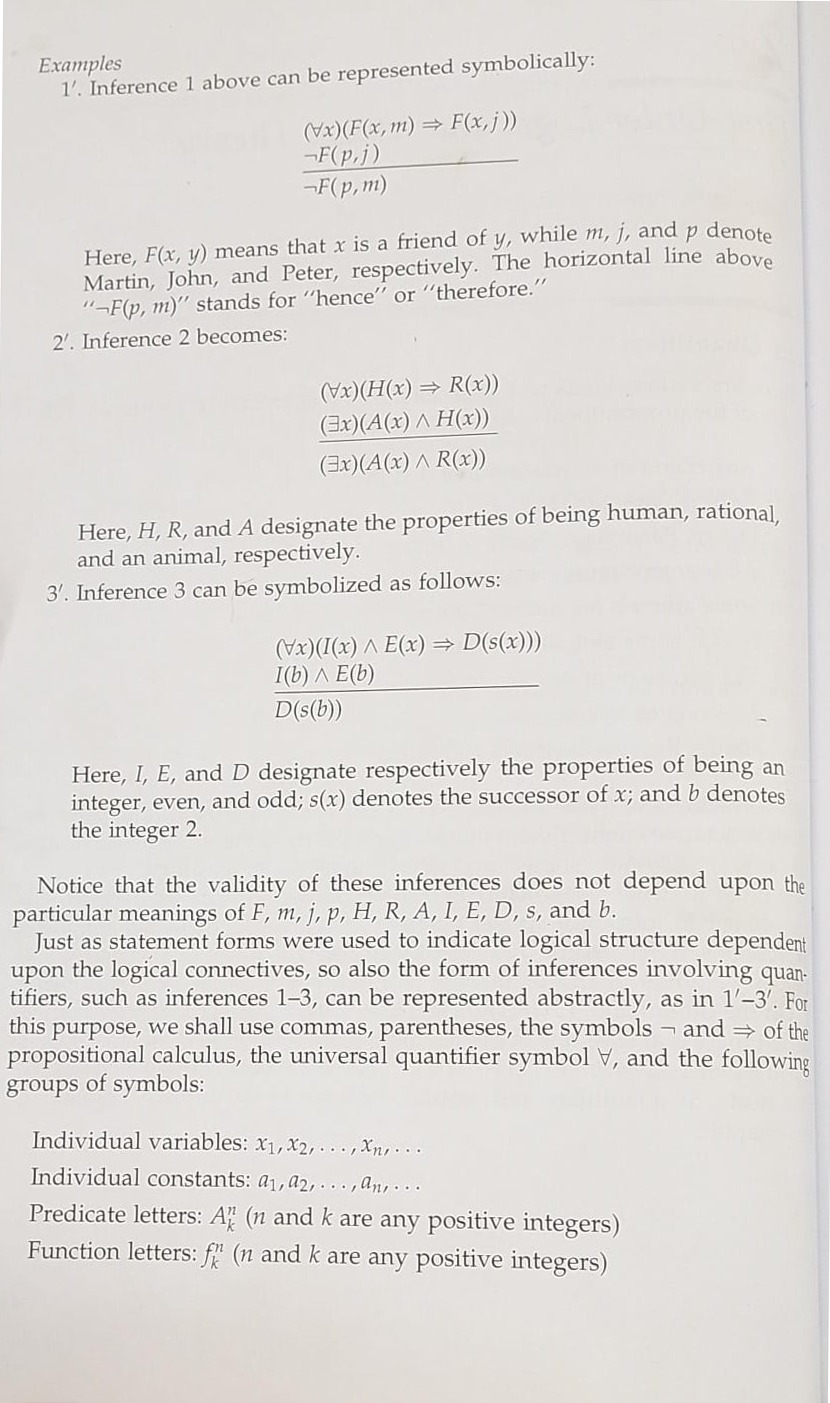 Examples
1′. Inference 1 above can be represented symbolically:
(∀x)(F(x, m) ⇒ F(x, j))
¬F(p, j)
¬F(p, m)
Here, F(x, y) means that x is a friend of y, while m, j, and p denote
Martin, John, and Peter, respectively. The horizontal line above
“¬F(p, m)” stands for “hence” or “therefore.”
2′. Inference 2 becomes:
(∀x)(H(x) ⇒ R(x))
(∃x)(A(x) ∧ H(x))
(∃x)(A(x) ∧ R(x))
Here, H, R, and A designate the properties of being human, rational,
and an animal, respectively.
3′. Inference 3 can be symbolized as follows:
(∀x)(I(x) ∧ E(x) ⇒ D(s(x)))
I(b) ∧ E(b)
D(s(b))
Here, I, E, and D designate respectively the properties of being an
integer, even, and odd; s(x) denotes the successor of x; and b denotes
the integer 2.
Notice that the validity of these inferences does not depend upon the
particular meanings of F, m, j, p, H, R, A, I, E, D, s, and b.
Just as statement forms were used to indicate logical structure dependent
upon the logical connectives, so also the form of inferences involving quan-
tifiers, such as inferences 1–3, can be represented abstractly, as in 1′–3′. For
this purpose, we shall use commas, parentheses, the symbols ¬ and ⇒ of the
propositional calculus, the universal quantifier symbol ∀, and the following
groups of symbols:
Individual variables: x₁, x₂, . . . , xₙ, . . .
Individual constants: a₁, a₂, . . . , aₙ, . . .
Predicate letters: Aₖⁿ (n and k are any positive integers)
Function letters: fₖⁿ (n and k are any positive integers)